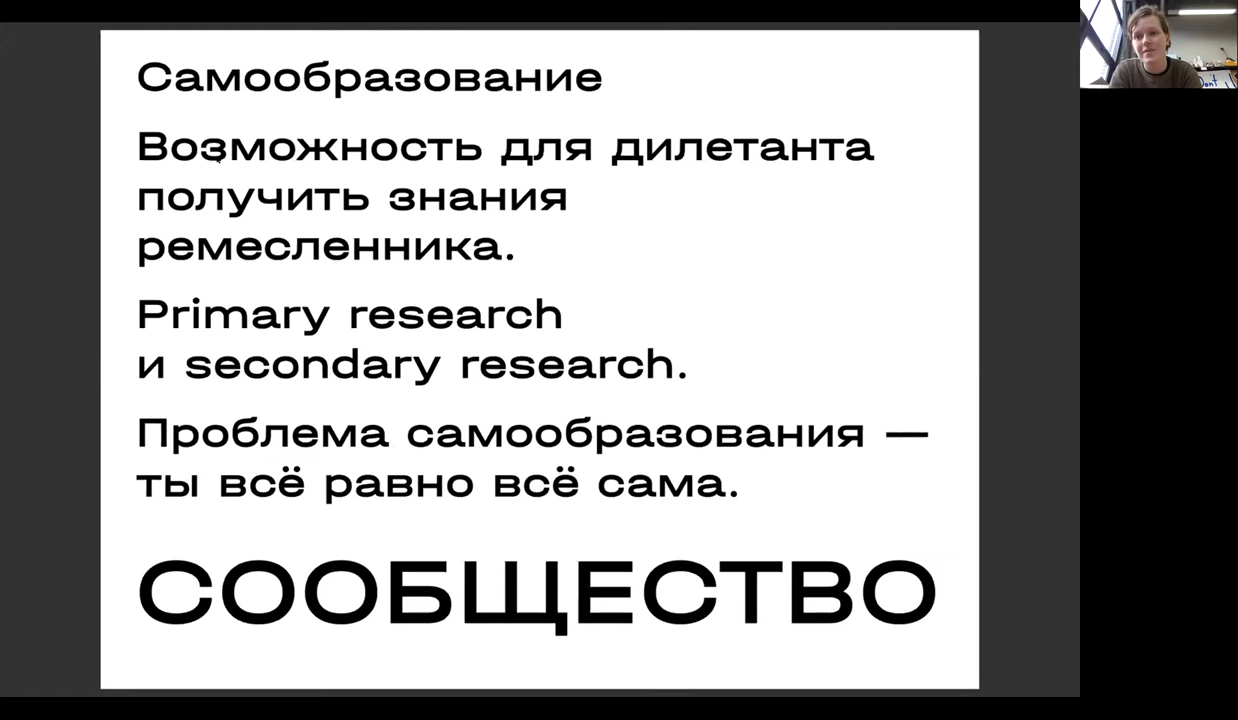 Самообразование
Возможность для дилетанта
получить знания
ремесленника.
Primary research
и secondary research.
Проблема самообразования —
ты всё равно всё сама.
СООБЩЕСТВО